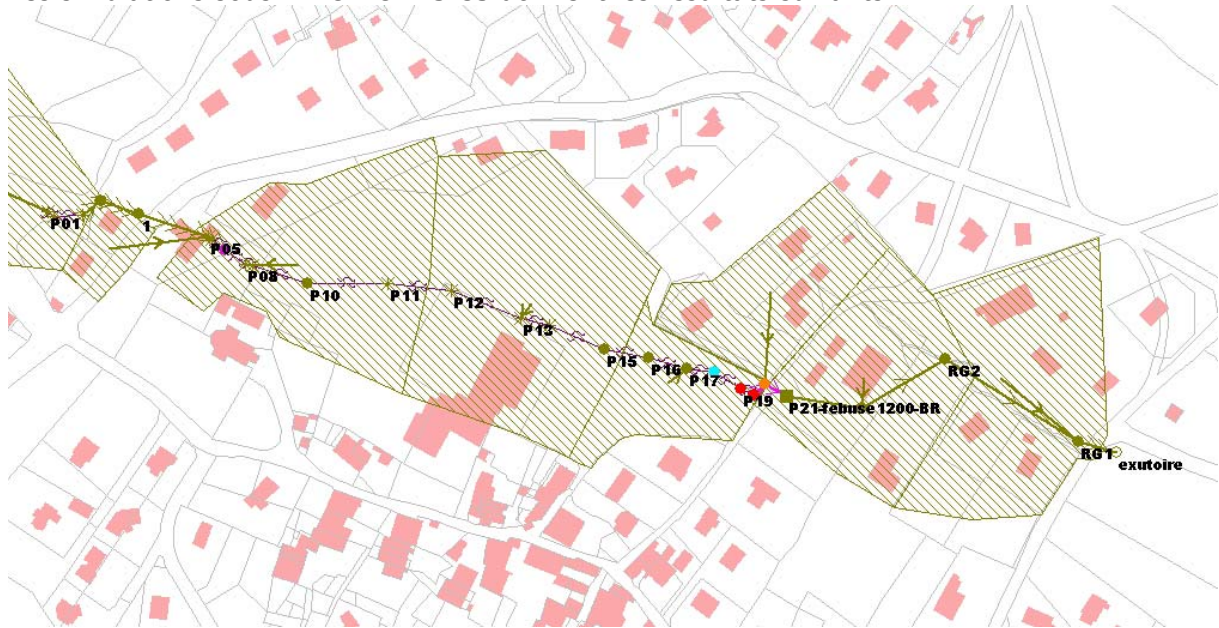 P01
1
P05
P08
P10
P11
P12
P13
P15
P16
P17
P19
P21-febuse 1200-BR
RG2
RG1
exutoire